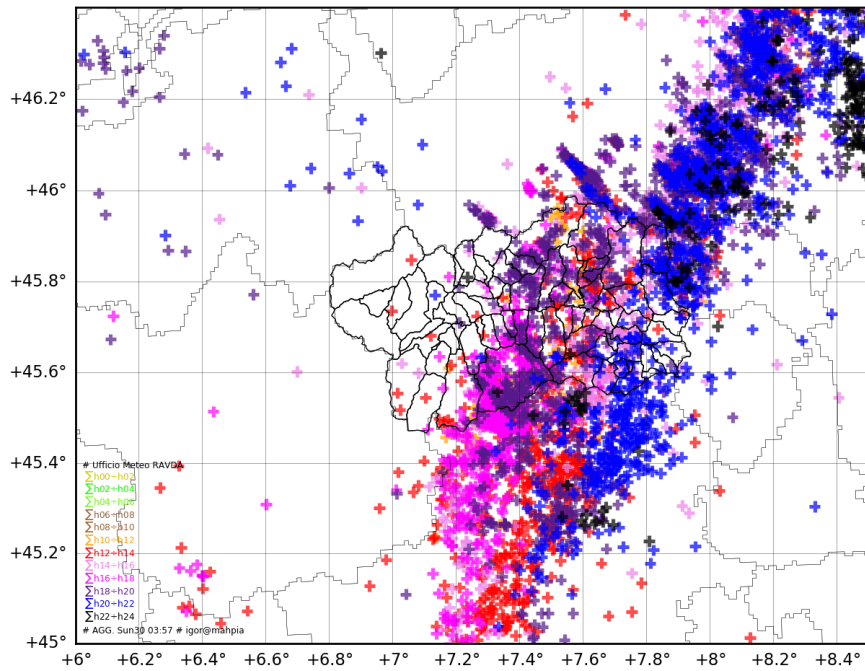 +46.2°
+46°
+45.8°
+45.6°
+45.4°
+45.2°
+45°
# Ufficio Meteo RAVDA
∑h00÷h02
∑h02÷h04
∑h04÷h06
∑h06÷h08
∑h08÷h10
∑h10÷h12
∑h12÷h14
∑h14÷h16
∑h16÷h18
∑h18÷h20
∑h20÷h22
∑h22÷h24
# AGG. Sun30 03:57 # igor@manpia
+6° +6.2° +6.4° +6.6° +6.8° +7° +7.2° +7.4° +7.6° +7.8° +8° +8.2° +8.4°